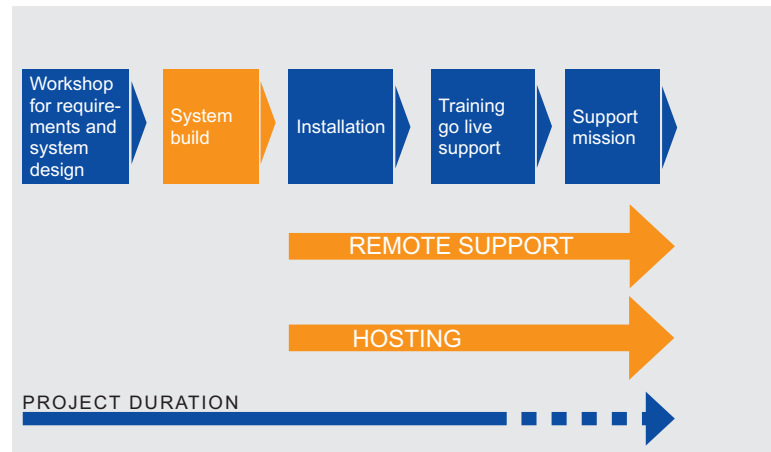 Workshop
for require-
ments and
system
design
System
build
Installation
Training
go live
support
Support
mission
REMOTE SUPPORT
HOSTING
PROJECT DURATION